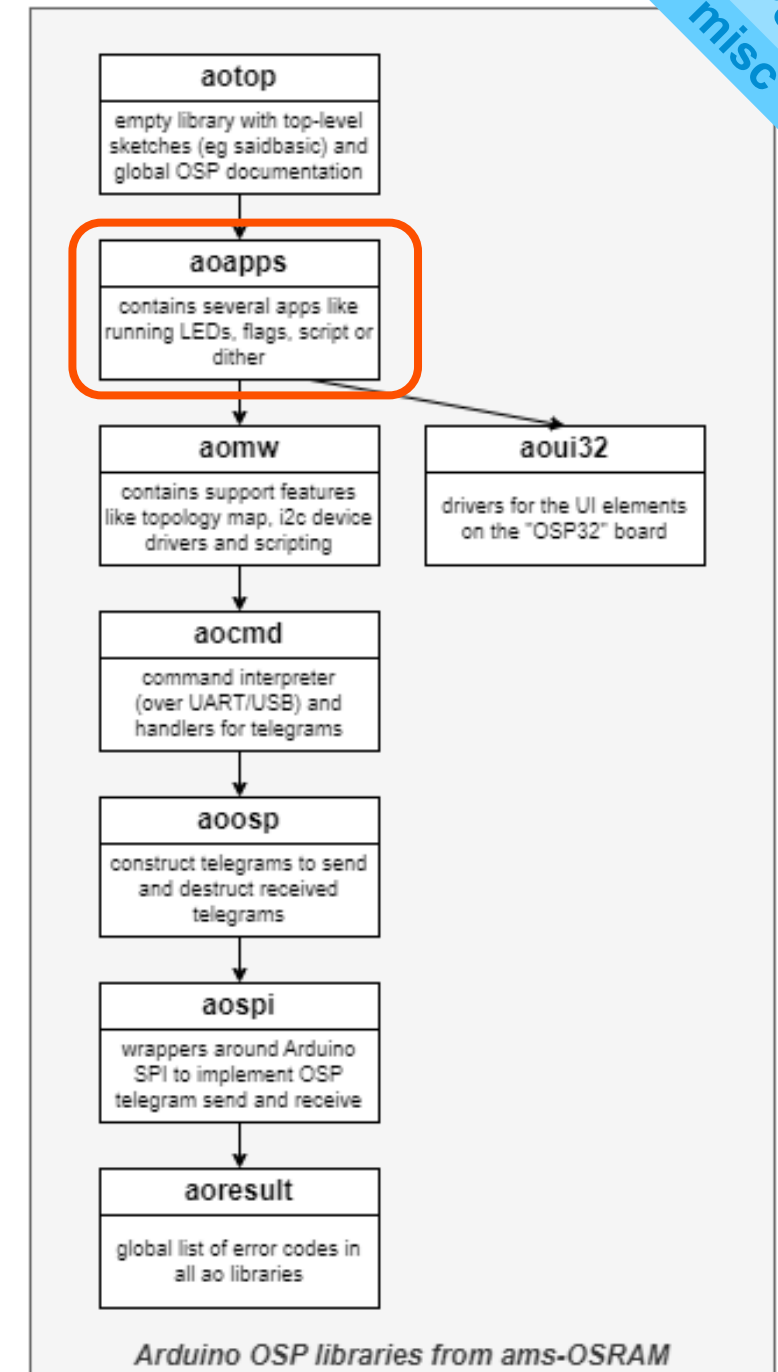 misc
aotop
empty library with top-level
sketches (eg saidbasic) and
global OSP documentation
aoapps
contains several apps like
running LEDs, flags, script or
dither
aomw
contains support features
like topology map, i2c device
drivers and scripting
aoui32
drivers for the UI elements
on the "OSP32" board
aocmd
command interpreter
(over UART/USB) and
handlers for telegrams
aoosp
construct telegrams to send
and destruct received
telegrams
aospi
wrappers around Arduino
SPI to implement OSP
telegram send and receive
aoresult
global list of error codes in
all ao libraries
Arduino OSP libraries from ams-OSRAM